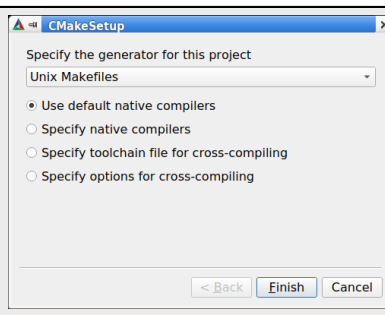 CMakeSetup
Specify the generator for this project
Unix Makefiles
Use default native compilers
Specify native compilers
Specify toolchain file for cross-compiling
Specify options for cross-compiling
< Back Finish Cancel